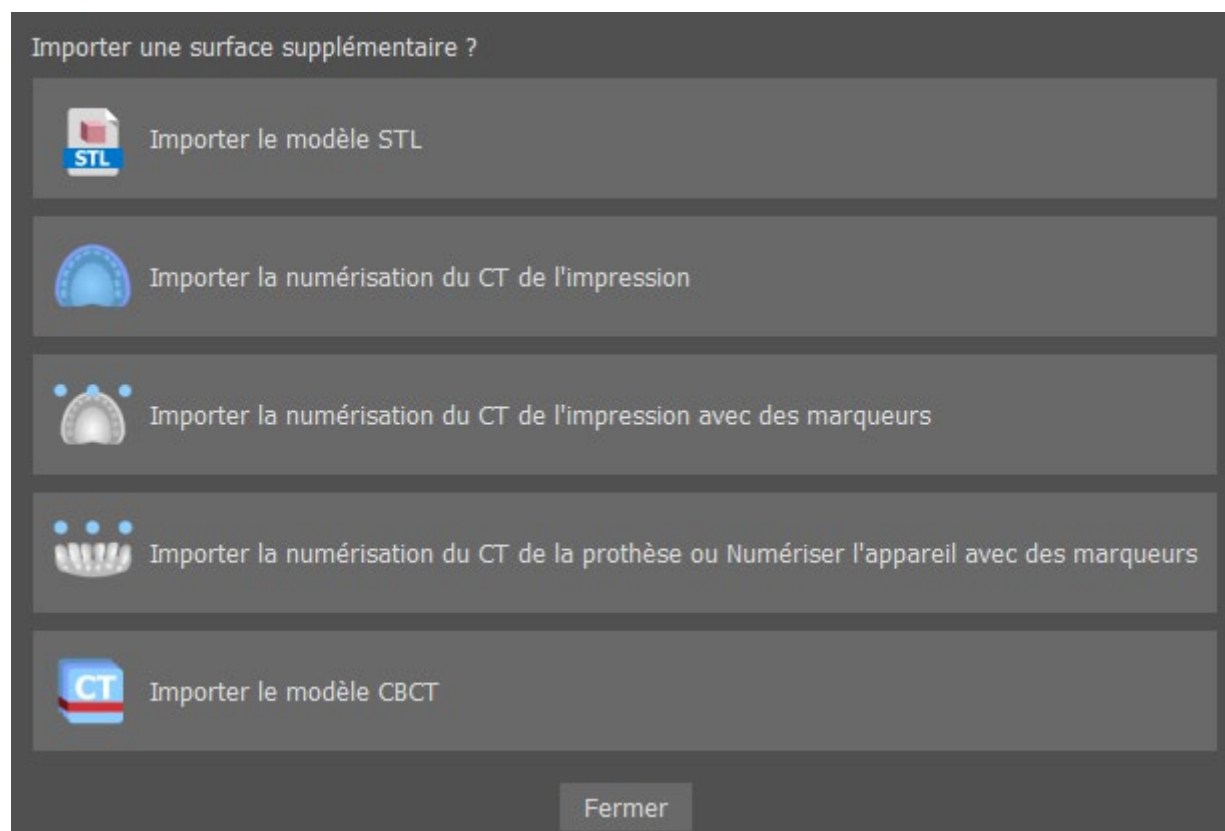 Importer une surface supplémentaire ?
STL
Importer le modèle STL
Importer la numérisation du CT de l'impression
Importer la numérisation du CT de l'impression avec des marqueurs
Importer la numérisation du CT de la prothèse ou Numériser l'appareil avec des marqueurs
CT
Importer le modèle CBCT
Fermer